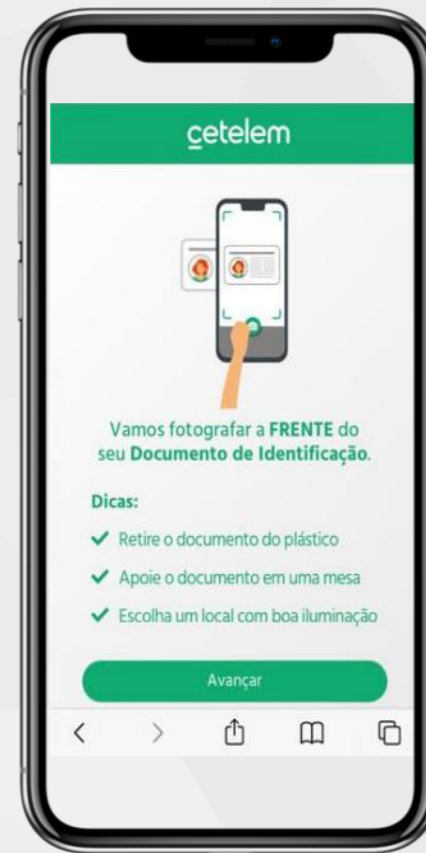 cetelem
Vamos fotografar a FRENTE do
seu Documento de Identificação.
Dicas:
Retire o documento do plástico
Apoie o documento em uma mesa
Escolha um local com boa iluminação
Avançar